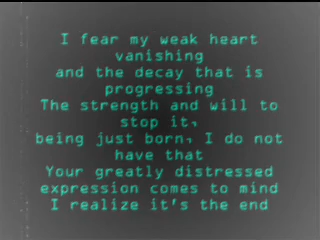 I fear my weak heart
vanishing
and the decay that is
progressing
The strength and will to
stop it,
being just born, I do not
have that
Your greatly distressed
expression comes to mind
I realize it's the end